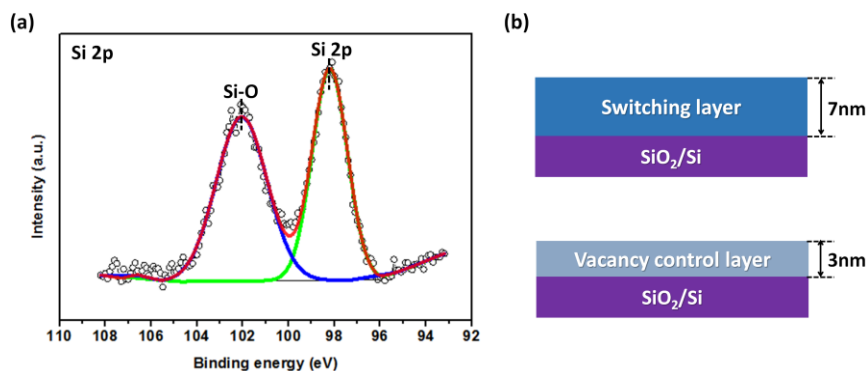 (a)
Si 2p
Si-O
Si 2p
Intensity (a.u.)
110 108 106 104 102 100 98 96 94 92
Binding energy (eV)
(b)
Switching layer
7nm
SiO₂/Si
Vacancy control layer
3nm
SiO₂/Si